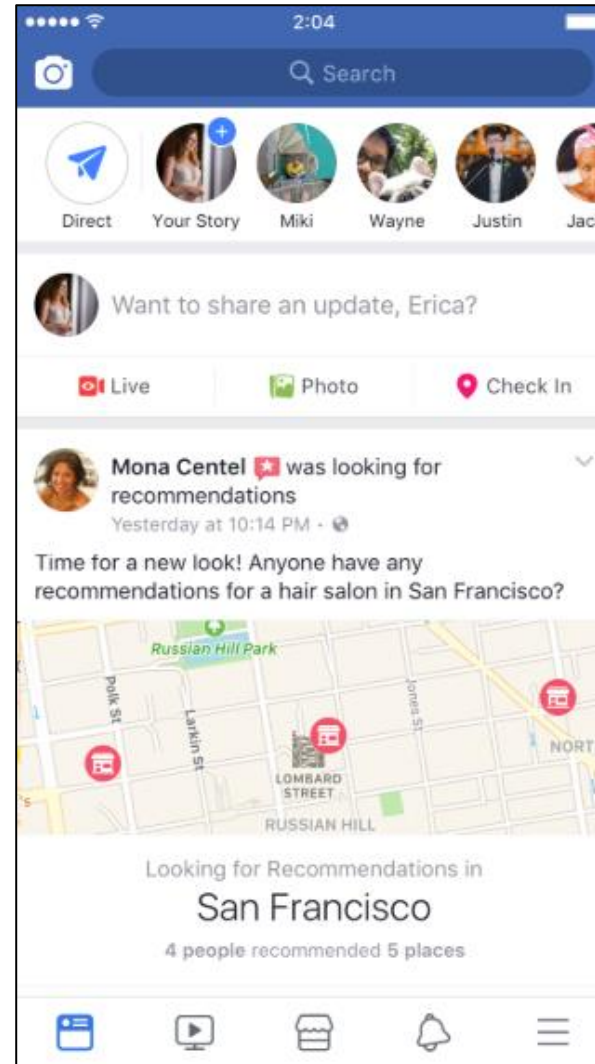 2:04
Search
Direct
Your Story
Miki
Wayne
Justin
Jac
Want to share an update, Erica?
Live
Photo
Check In
Mona Centel was looking for
recommendations
Yesterday at 10:14 PM •
Time for a new look! Anyone have any
recommendations for a hair salon in San Francisco?
Russian Hill Park
Polk St
Larkin St
Jones St
NORT
LOMBARD
STREET
RUSSIAN HILL
Looking for Recommendations in
San Francisco
4 people recommended 5 places